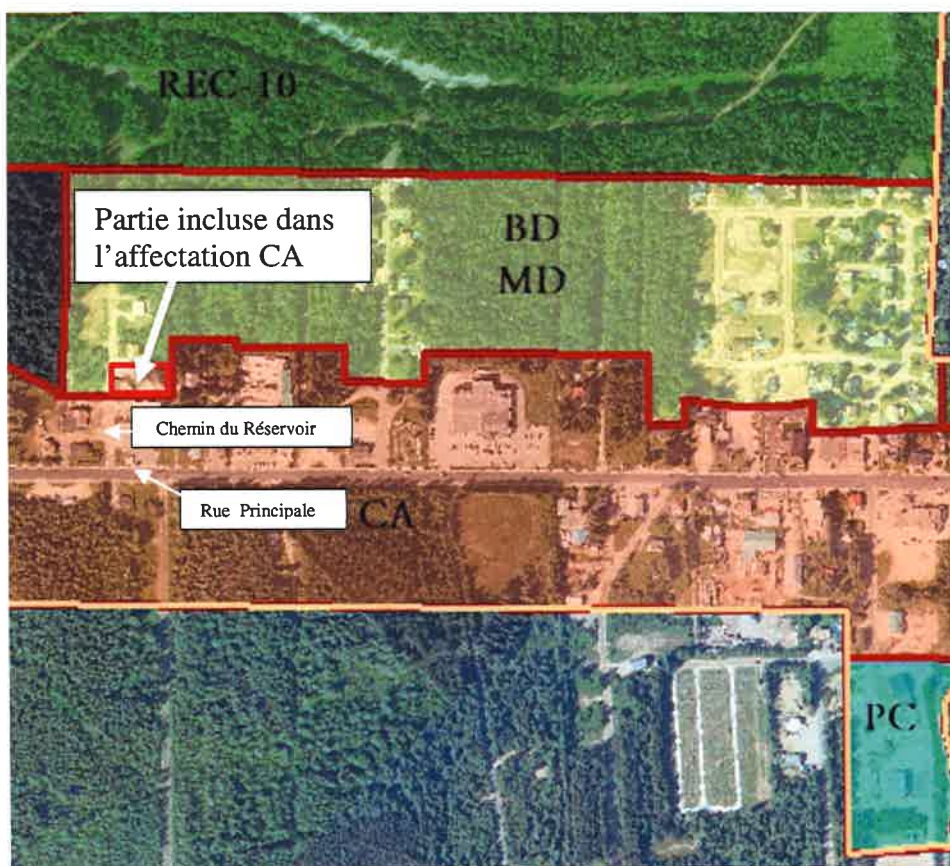 REC-10
Partie incluse dans
l'affectation CA
BD
MD
Chemin du Réservoir
Rue Principale
CA
PC